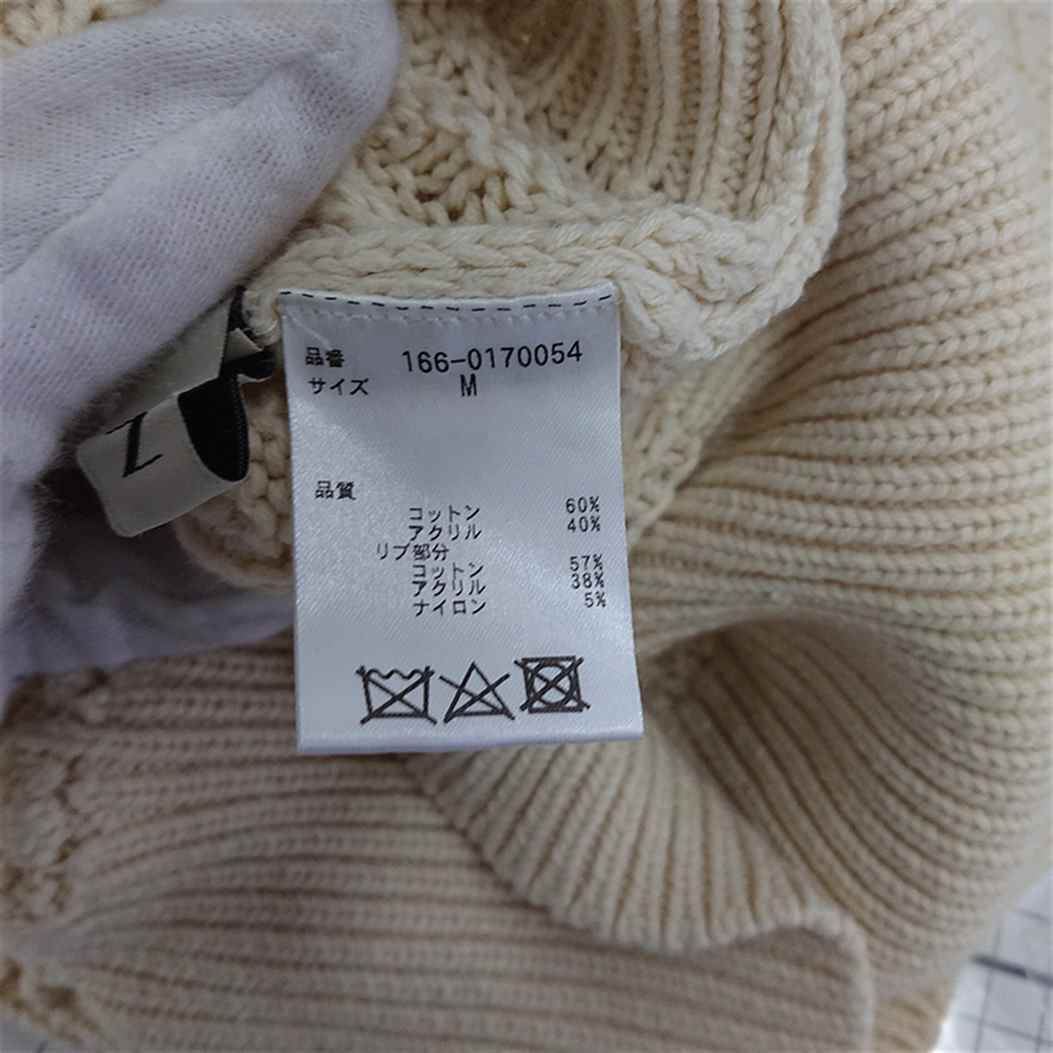 品番 166-0170054
サイズ M
品質
コットン 60%
アクリル 40%
リブ部分
コットン 57%
アクリル 38%
ナイロン 5%